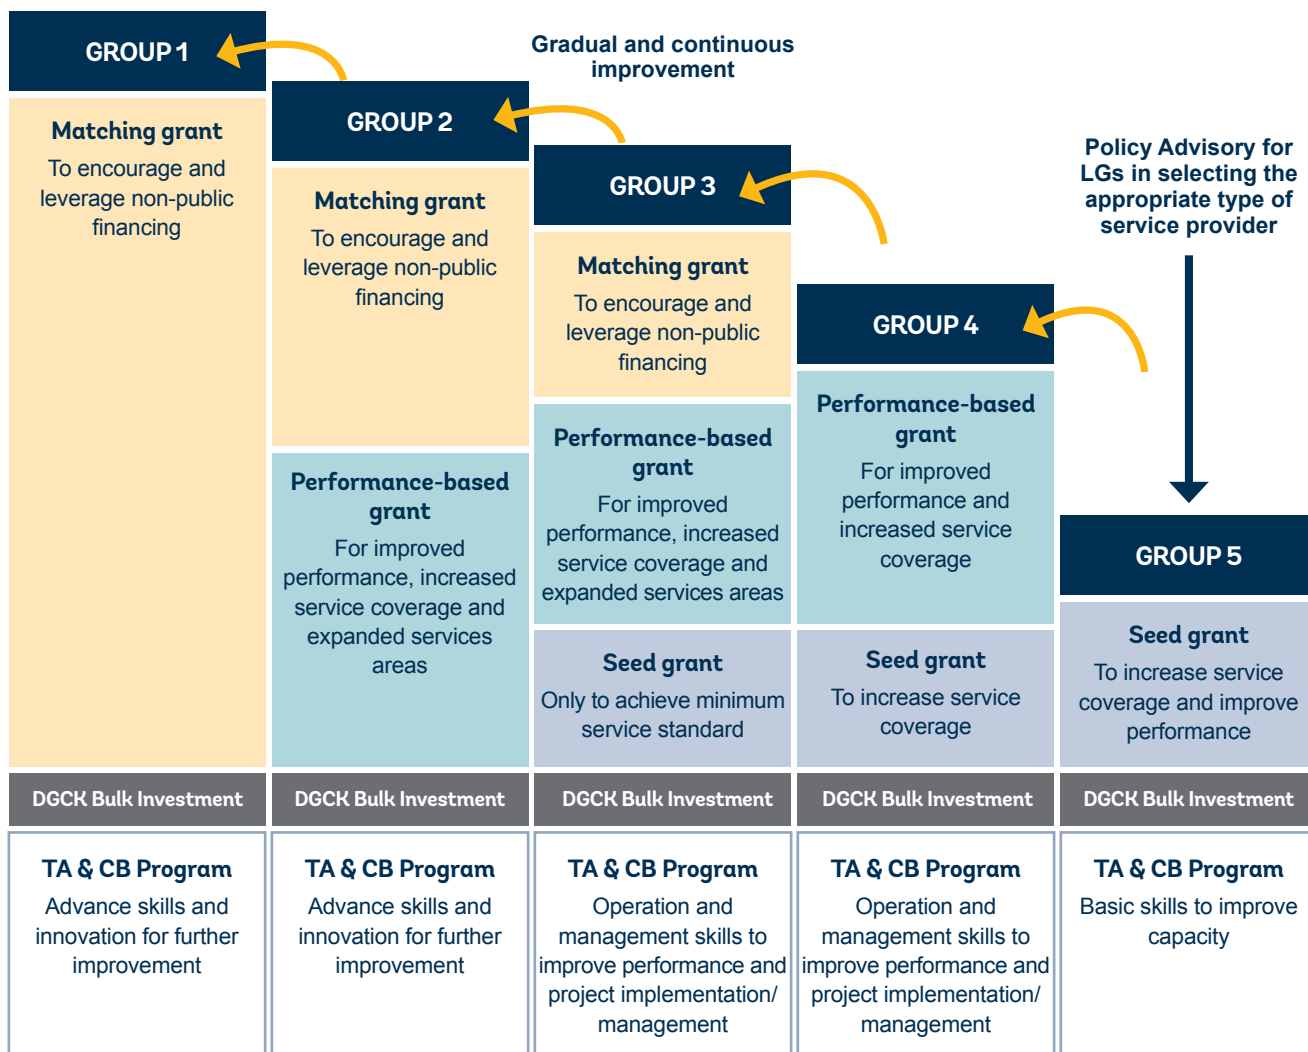 GROUP 1
Matching grant
To encourage and
leverage non-public
financing
DGCK Bulk Investment
TA & CB Program
Advance skills and
innovation for further
improvement
GROUP 2
Matching grant
To encourage and
leverage non-public
financing
Performance-based
grant
For improved
performance, increased
service coverage and
expanded services
areas
DGCK Bulk Investment
TA & CB Program
Advance skills and
innovation for further
improvement
Gradual and continuous
improvement
GROUP 3
Matching grant
To encourage and
leverage non-public
financing
Performance-based
grant
For improved
performance, increased
service coverage and
expanded services areas
Seed grant
Only to achieve minimum
service standard
DGCK Bulk Investment
TA & CB Program
Operation and
management skills to
improve performance and
project implementation/
management
GROUP 4
Performance-based
grant
For improved
performance and
increased service
coverage
Seed grant
To increase service
coverage
DGCK Bulk Investment
TA & CB Program
Operation and
management skills to
improve performance and
project implementation/
management
Policy Advisory for
LGs in selecting the
appropriate type of
service provider
GROUP 5
Seed grant
To increase service
coverage and improve
performance
DGCK Bulk Investment
TA & CB Program
Basic skills to improve
capacity